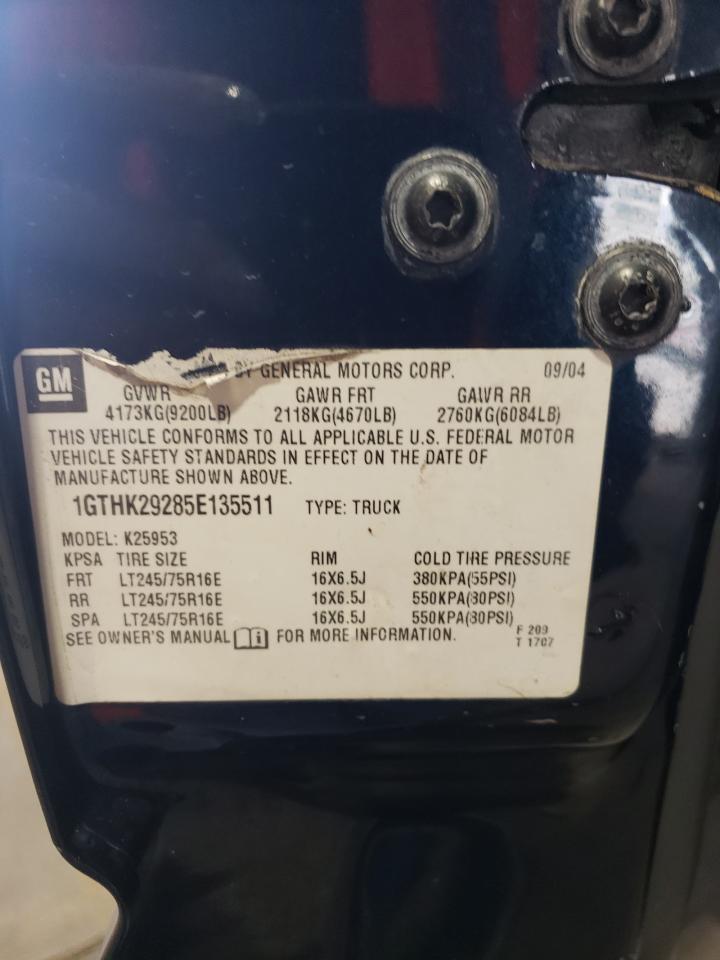 GM
BY GENERAL MOTORS CORP. 09/04
GVWR GAWR FRT GAWR RR
4173KG(9200LB) 2118KG(4670LB) 2760KG(6084LB)
THIS VEHICLE CONFORMS TO ALL APPLICABLE U.S. FEDERAL MOTOR
VEHICLE SAFETY STANDARDS IN EFFECT ON THE DATE OF
MANUFACTURE SHOWN ABOVE.
1GTHK29285E135511 TYPE: TRUCK
MODEL: K25953
KPSA TIRE SIZE RIM COLD TIRE PRESSURE
FRT LT245/75R16E 16X6.5J 380KPA(55PSI)
RR LT245/75R16E 16X6.5J 550KPA(80PSI)
SPA LT245/75R16E 16X6.5J 550KPA(80PSI)
SEE OWNER'S MANUAL FOR MORE INFORMATION.
F 209
T 1707